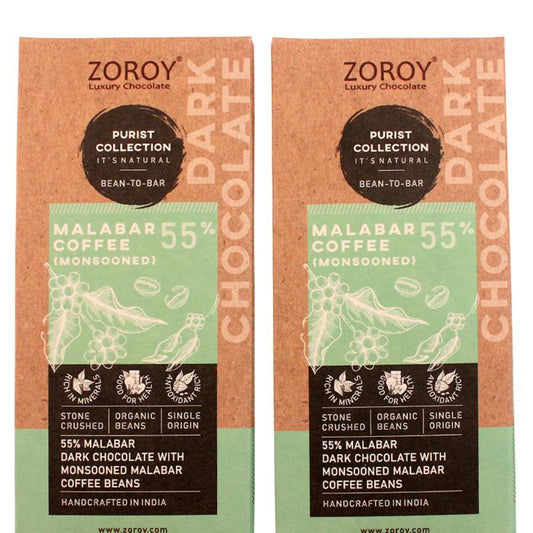 ZOROY®
Luxury Chocolate
DARK
CHOCOLATE
PURIST
COLLECTION
IT'S NATURAL
BEAN-TO-BAR
MALABAR
COFFEE
(MONSOONED)
55%
RICH IN MINERALS
GOOD FOR HEALTH
ANTIOXIDANT RICH
STONE
CRUSHED
ORGANIC
BEANS
SINGLE
ORIGIN
55% MALABAR
DARK CHOCOLATE WITH
MONSOONED MALABAR
COFFEE BEANS
HANDCRAFTED IN INDIA
www.zoroy.com
ZOROY®
Luxury Chocolate
DARK
CHOCOLATE
PURIST
COLLECTION
IT'S NATURAL
BEAN-TO-BAR
MALABAR
COFFEE
(MONSOONED)
55%
RICH IN MINERALS
GOOD FOR HEALTH
ANTIOXIDANT RICH
STONE
CRUSHED
ORGANIC
BEANS
SINGLE
ORIGIN
55% MALABAR
DARK CHOCOLATE WITH
MONSOONED MALABAR
COFFEE BEANS
HANDCRAFTED IN INDIA
www.zoroy.com